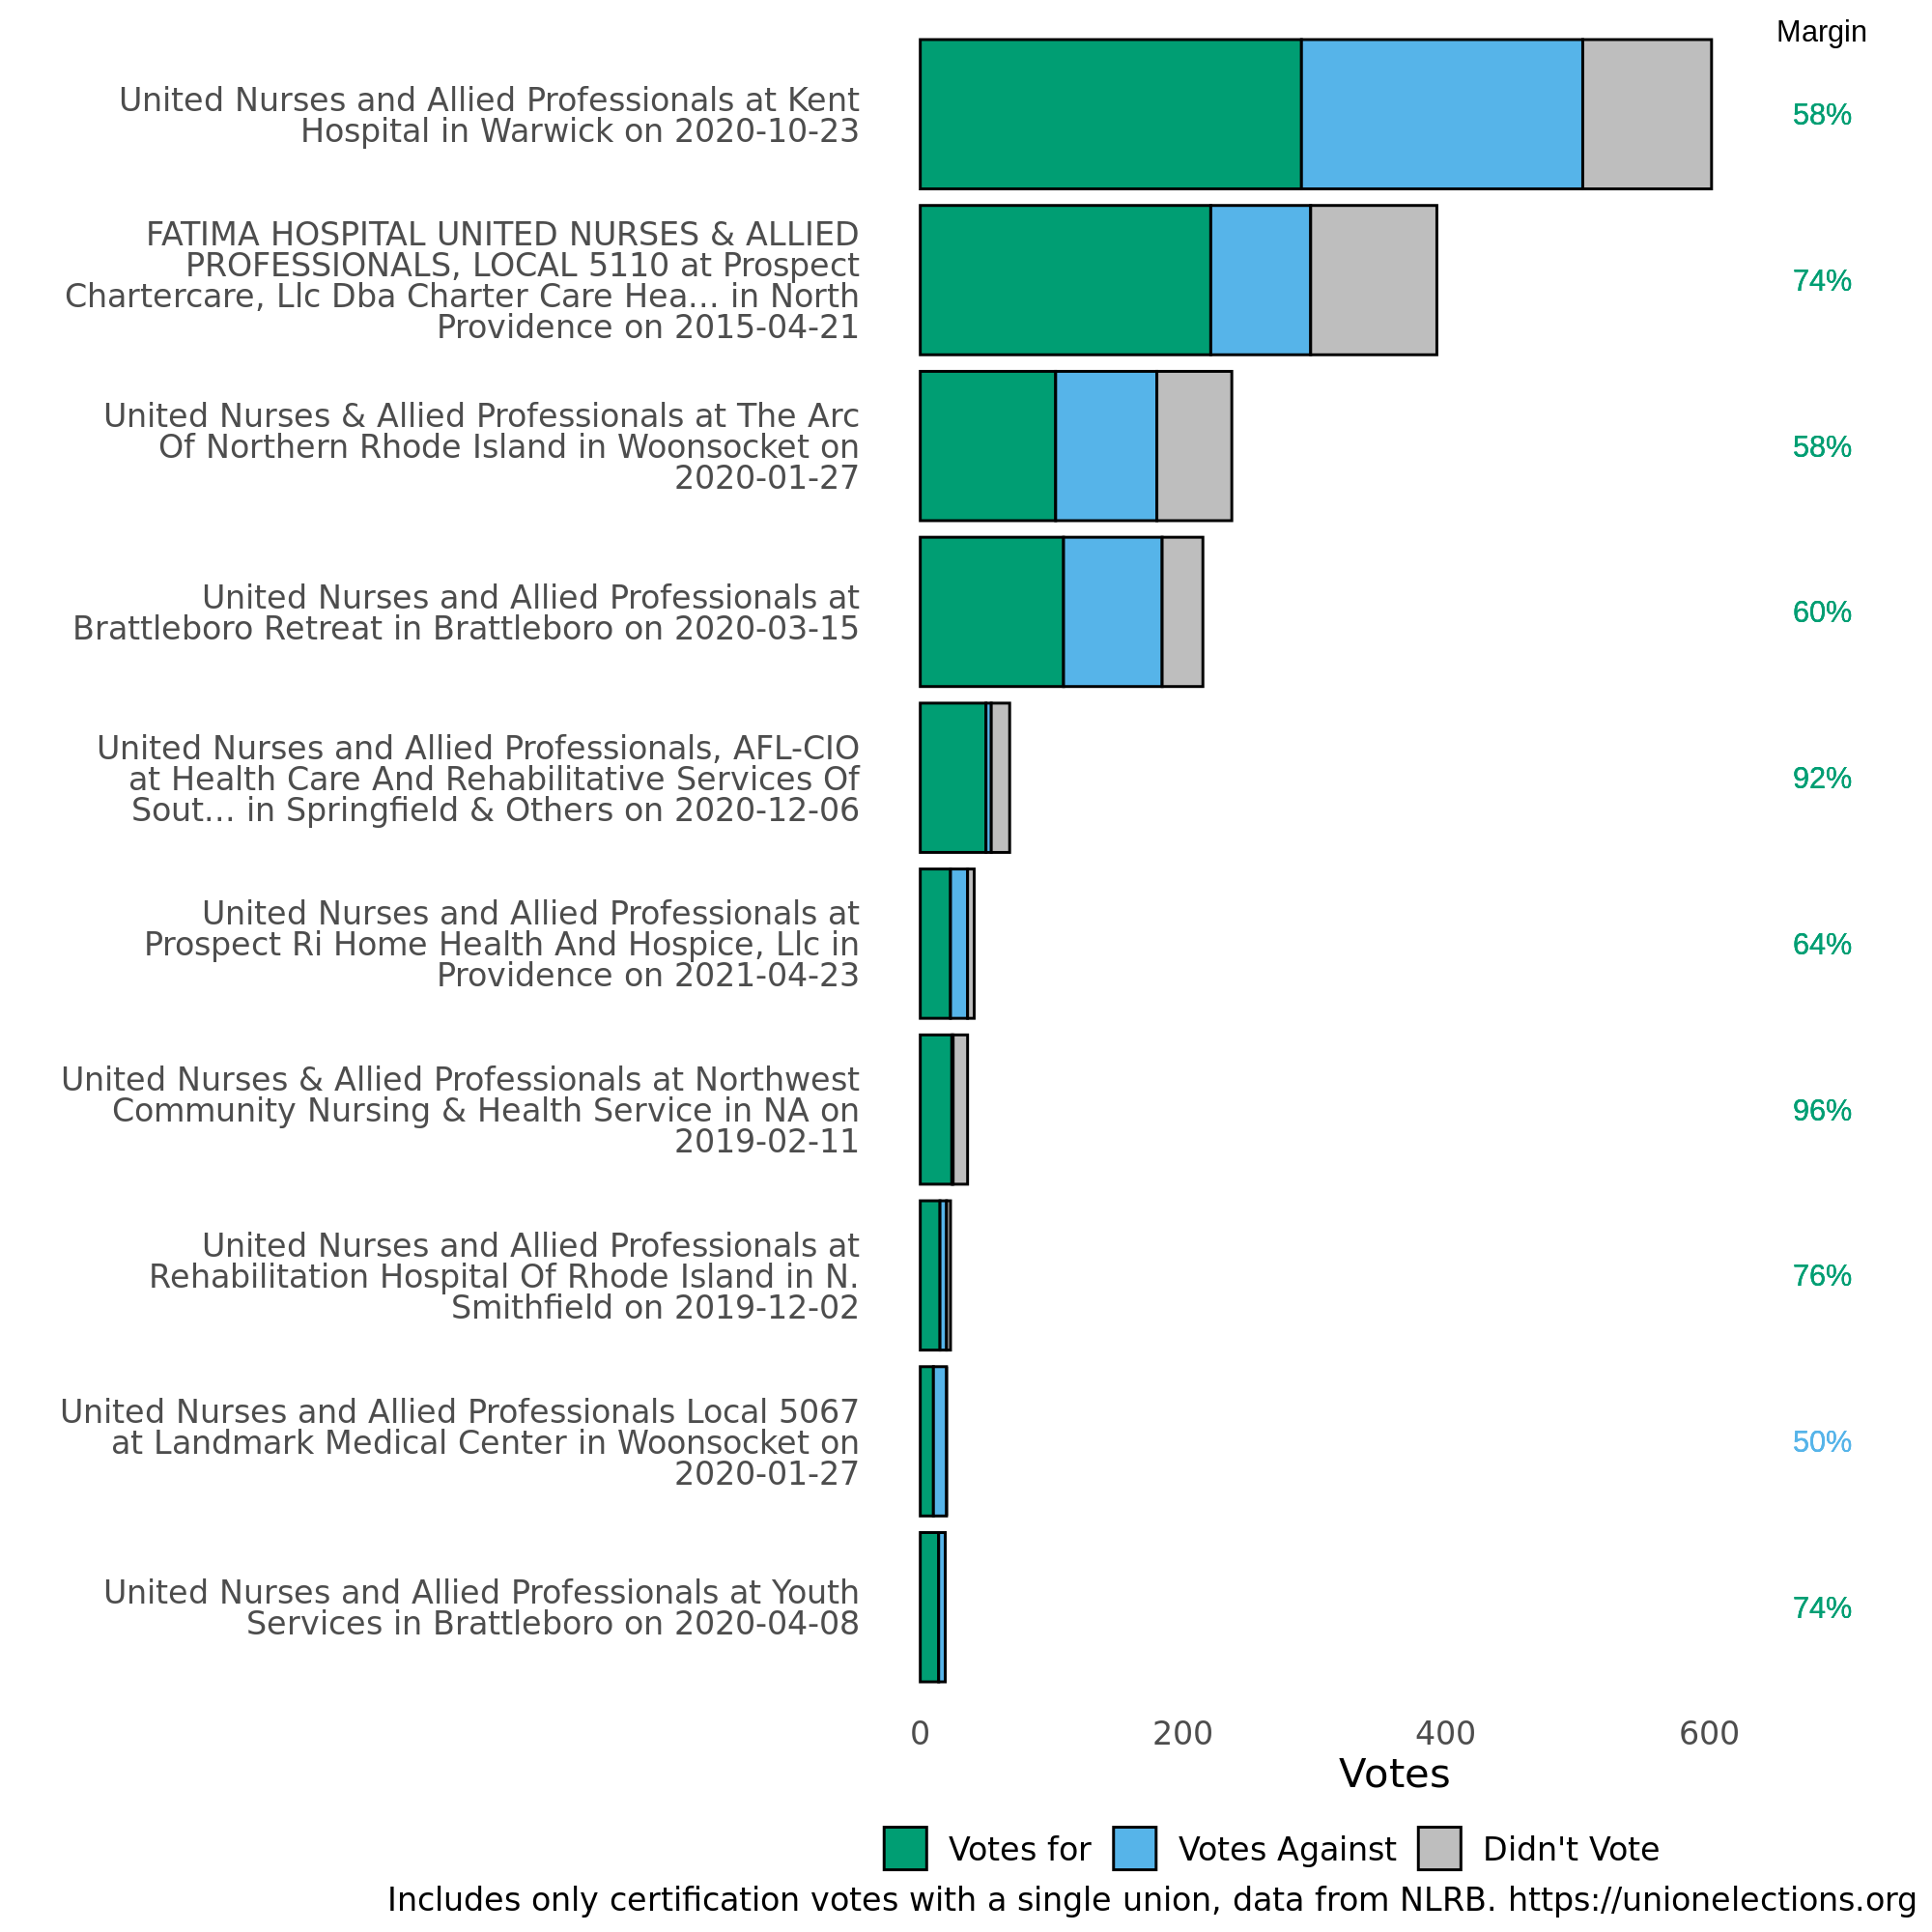 Margin
United Nurses and Allied Professionals at Kent
Hospital in Warwick on 2020-10-23
58%
FATIMA HOSPITAL UNITED NURSES & ALLIED
PROFESSIONALS, LOCAL 5110 at Prospect
Chartercare, Llc Dba Charter Care Hea... in North
Providence on 2015-04-21
74%
United Nurses & Allied Professionals at The Arc
Of Northern Rhode Island in Woonsocket on
2020-01-27
58%
United Nurses and Allied Professionals at
Brattleboro Retreat in Brattleboro on 2020-03-15
60%
United Nurses and Allied Professionals, AFL-CIO
at Health Care And Rehabilitative Services Of
Sout... in Springfield & Others on 2020-12-06
92%
United Nurses and Allied Professionals at
Prospect Ri Home Health And Hospice, Llc in
Providence on 2021-04-23
64%
United Nurses & Allied Professionals at Northwest
Community Nursing & Health Service in NA on
2019-02-11
96%
United Nurses and Allied Professionals at
Rehabilitation Hospital Of Rhode Island in N.
Smithfield on 2019-12-02
76%
United Nurses and Allied Professionals Local 5067
at Landmark Medical Center in Woonsocket on
2020-01-27
50%
United Nurses and Allied Professionals at Youth
Services in Brattleboro on 2020-04-08
74%
0 200 400 600
Votes
Votes for Votes Against Didn't Vote
Includes only certification votes with a single union, data from NLRB. https://unionelections.org